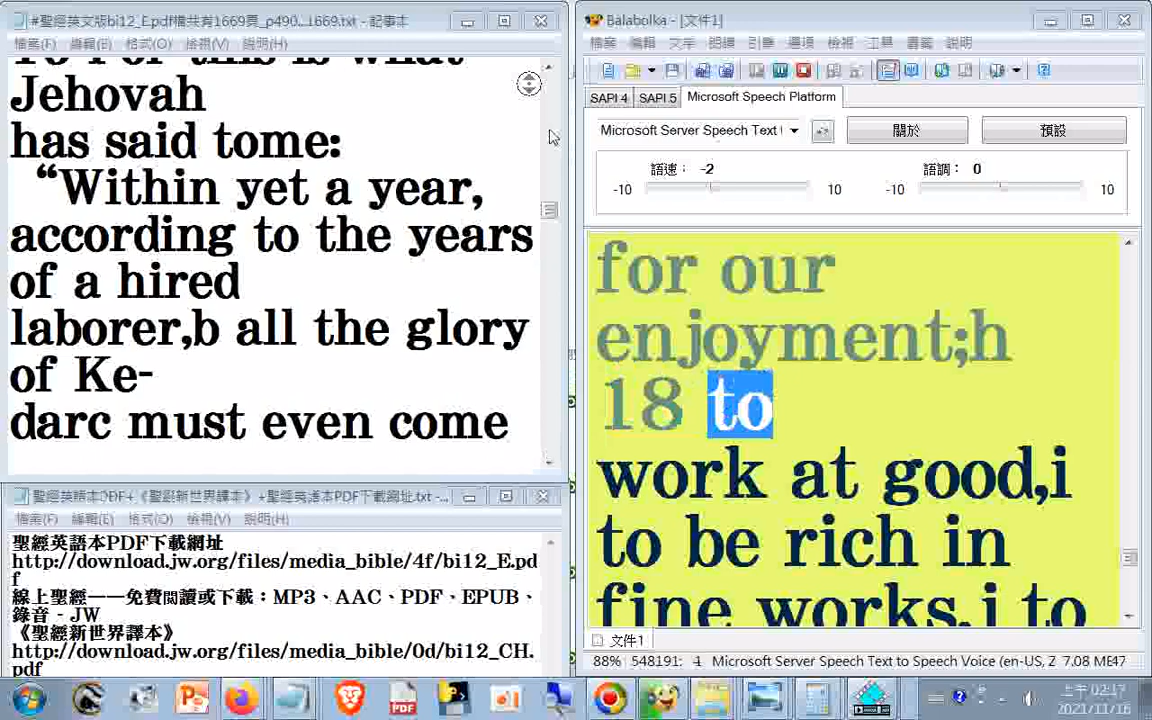 #聖經英文版bi12_E.pdf檔共有1669頁_p490...1669.txt - 記事本
檔案(F) 編輯(E) 格式(O) 檢視(V) 說明(H)
Jehovah
has said tome:
“Within yet a year,
according to the years
of a hired
laborer,b all the glory
of Ke-
darc must even come
聖經英語本PDF+《聖經新世界譯本》+聖經英语本PDF下載網址.txt - ...
檔案(F) 編輯(E) 格式(O) 檢視(V) 說明(H)
聖經英語本PDF下載網址
http://download.jw.org/files/media_bible/4f/bi12_E.pd
f
線上聖經——免費閱讀或下載：MP3、AAC、PDF、EPUB、
錄音 - JW
《聖經新世界譯本》
http://download.jw.org/files/media_bible/0d/bi12_CH.
pdf
Balabolka - [文件1]
檔案 編輯 文字 朗讀 引擎 選項 檢視 工具 書籤 說明
SAPI 4 SAPI 5 Microsoft Speech Platform
Microsoft Server Speech Text 關於 預設
語速： -2 語調： 0
-10 10 -10 10
for our
enjoyment;h
18 to
work at good,i
to be rich in
fine works,j to
文件1
88% 548191: 4 Microsoft Server Speech Text to Speech Voice (en-US, Z 7.08 ME47
上午 02:17
2021/11/16